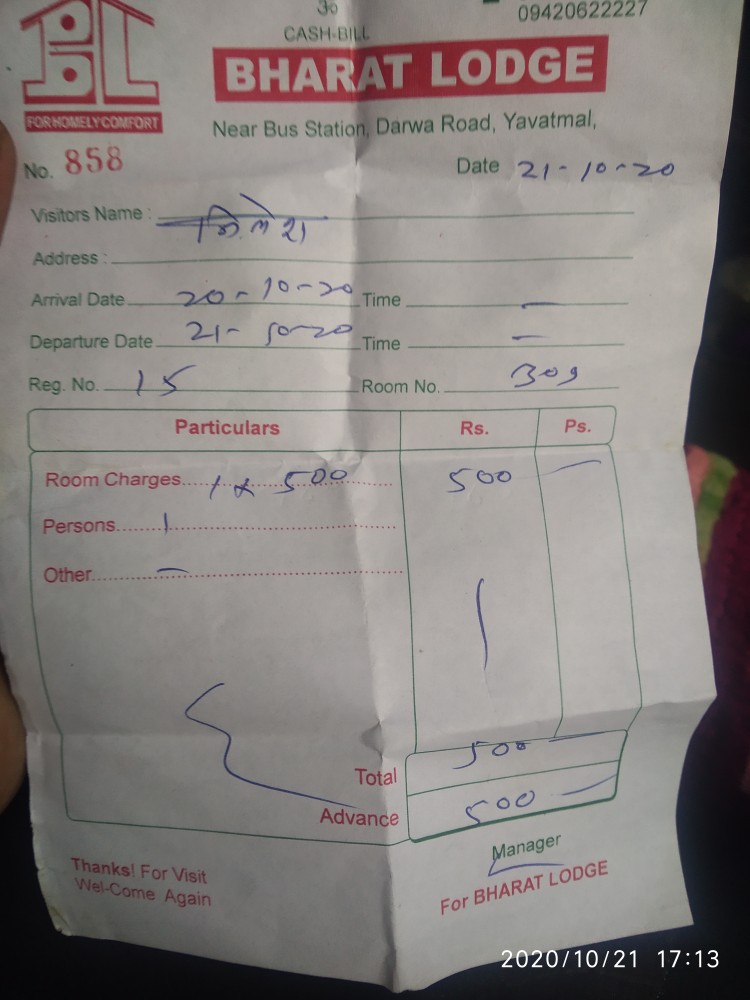 ॐ
09420622227
CASH-BILL
BHARAT LODGE
FOR HOMELY COMFORT
Near Bus Station, Darwa Road, Yavatmal,
No. 858
Date 21-10-20
Visitors Name :
Address :
Arrival Date 20-10-20 Time —
Departure Date 21-10-20 Time —
Reg. No. 15 Room No. 309
Particulars Rs. Ps.
Room Charges 1 x 500 500 —
Persons 1
Other —
Total 500 —
Advance 500 —
Manager
For BHARAT LODGE
Thanks! For Visit
Wel-Come Again
2020/10/21 17:13